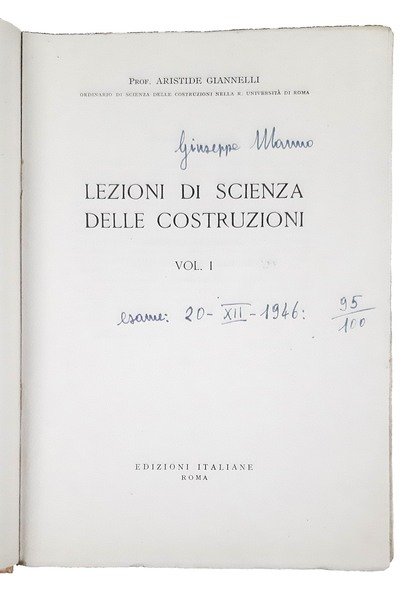 PROF. ARISTIDE GIANNELLI
ORDINARIO DI SCIENZA DELLE COSTRUZIONI NELLA R. UNIVERSITÀ DI ROMA
Giuseppe Manno
LEZIONI DI SCIENZA
DELLE COSTRUZIONI
VOL. I
esame: 20-XII-1946: 95/100
EDIZIONI ITALIANE
ROMA